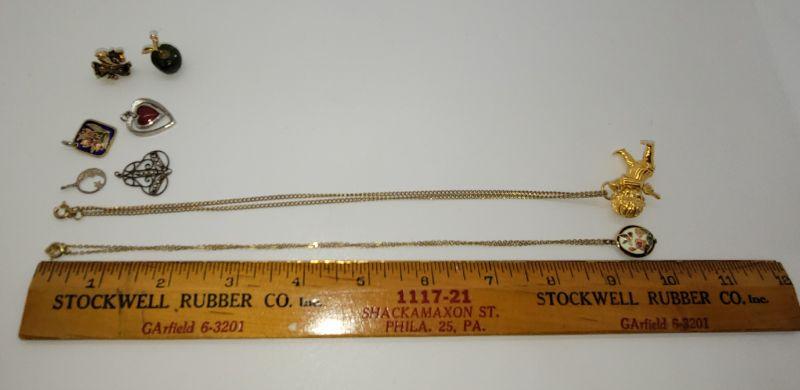 1 2 3 4 5 6 7 8 9 10 11 12
STOCKWELL RUBBER CO. Inc.
GArfield 6-3201
1117-21
SHACKAMAXON ST.
PHILA. 25, PA.
STOCKWELL RUBBER CO. Inc.
GArfield 6-3201